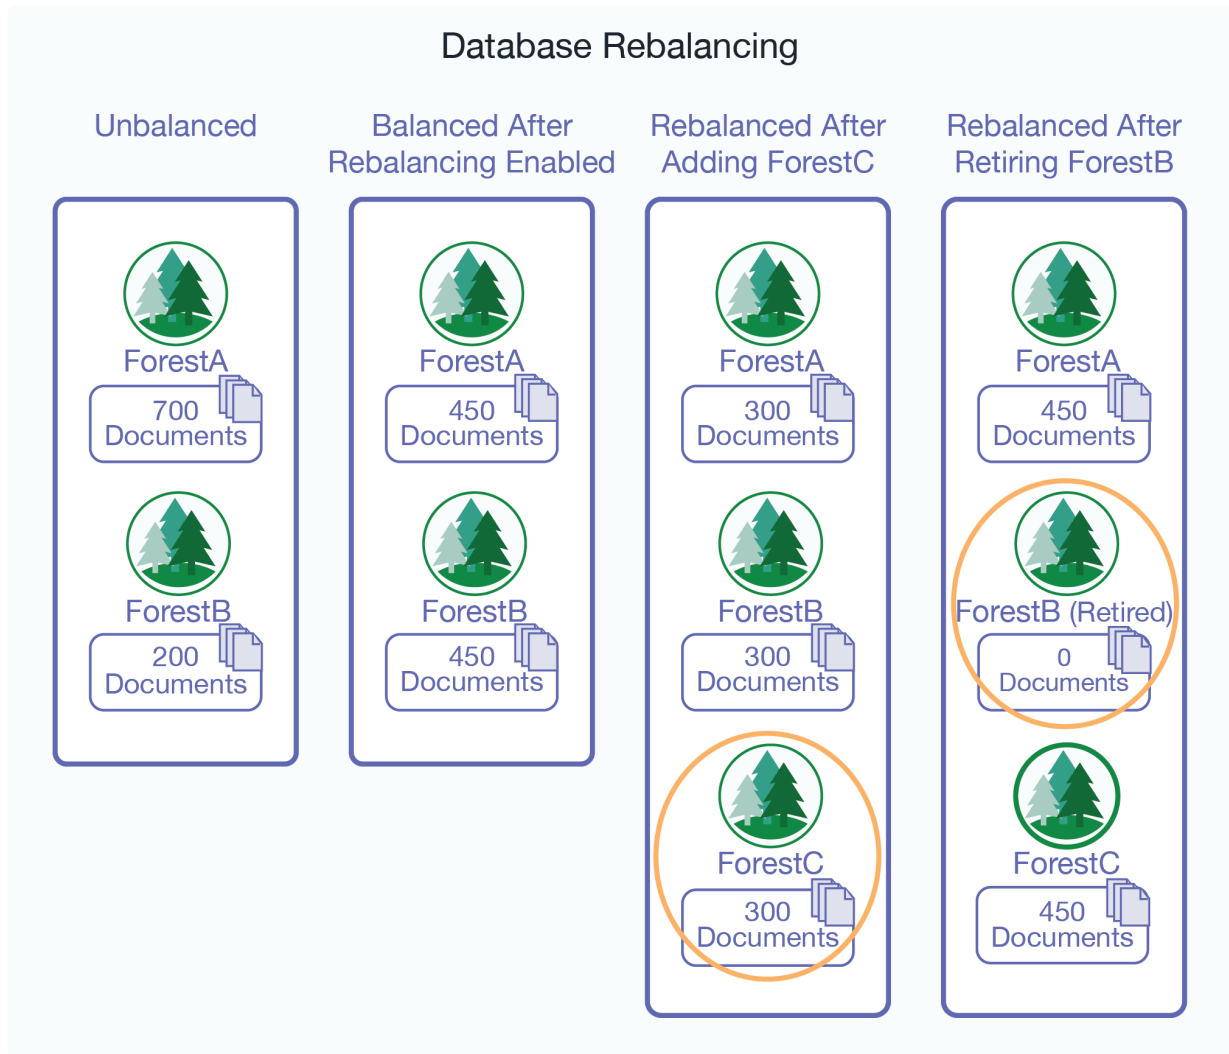 Database Rebalancing
Unbalanced
ForestA
700
Documents
ForestB
200
Documents
Balanced After
Rebalancing Enabled
ForestA
450
Documents
ForestB
450
Documents
Rebalanced After
Adding ForestC
ForestA
300
Documents
ForestB
300
Documents
ForestC
300
Documents
Rebalanced After
Retiring ForestB
ForestA
450
Documents
ForestB (Retired)
0
Documents
ForestC
450
Documents